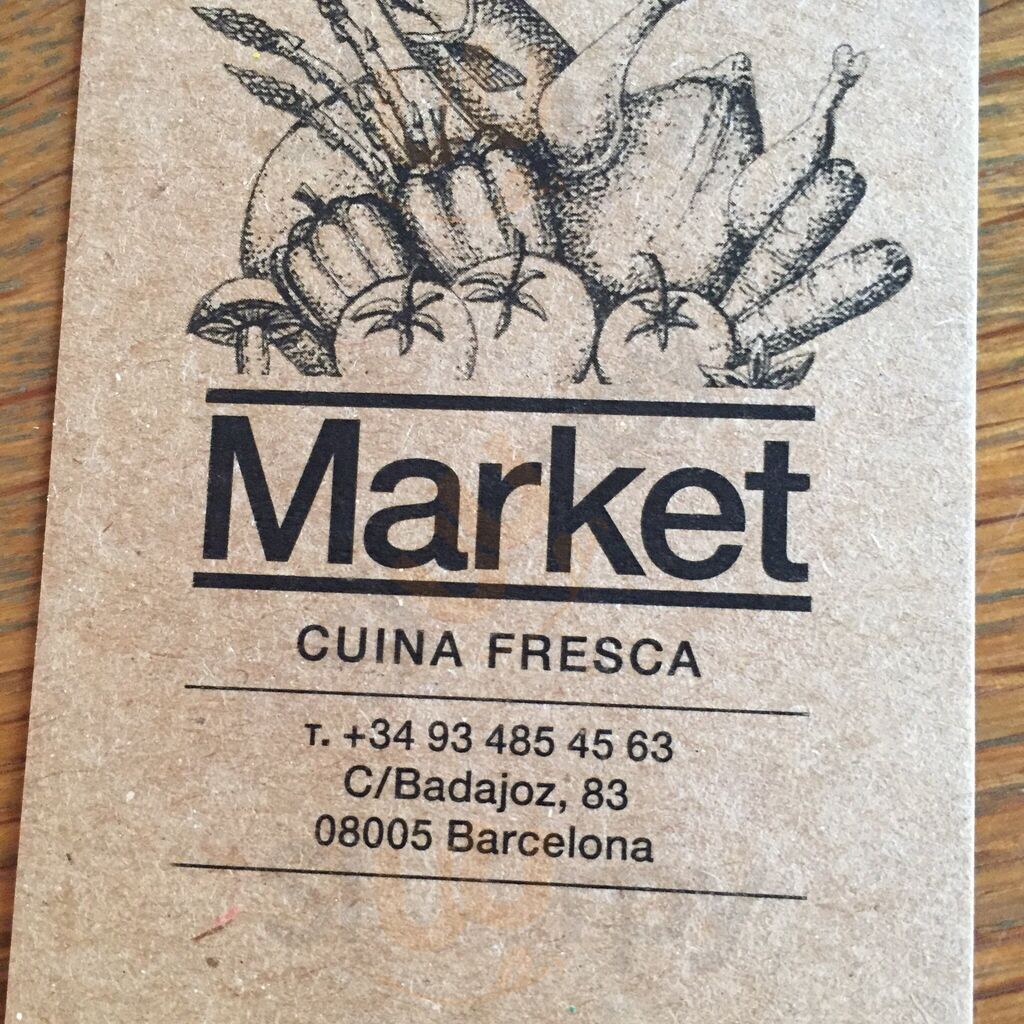 Market
CUINA FRESCA
T. +34 93 485 45 63
C/Badajoz, 83
08005 Barcelona